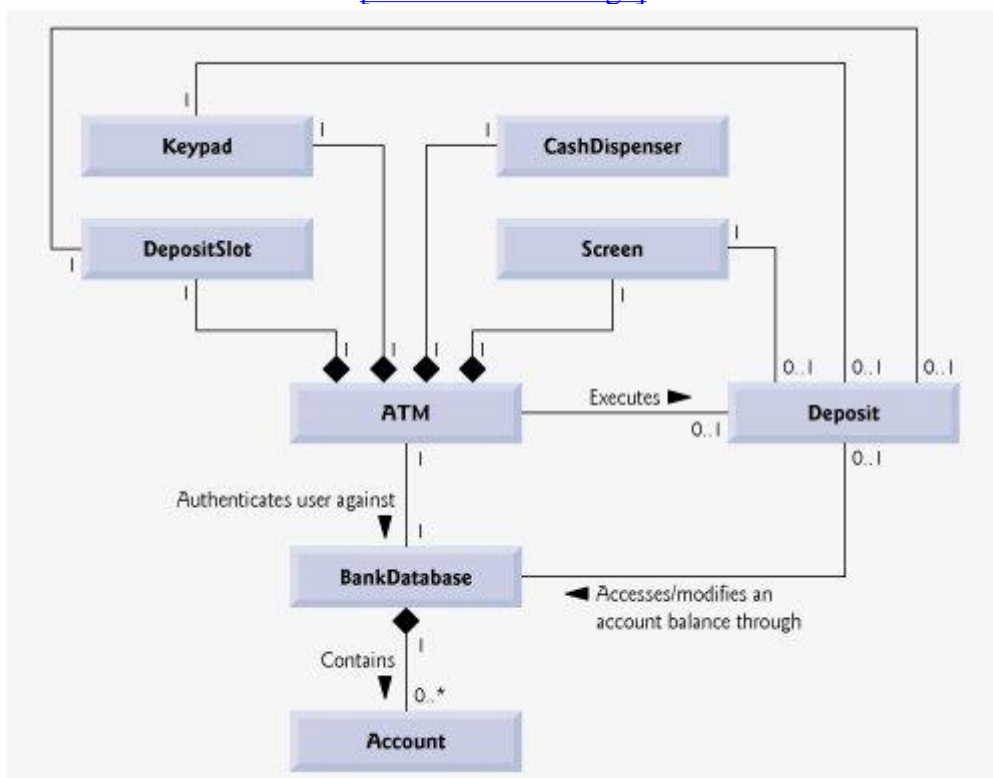 1
Keypad
1
1
CashDispenser
DepositSlot
1
1
Screen
1
1
1
1
1
1
0..1
0..1
0..1
ATM
Executes ►
0..1
Deposit
0..1
1
Authenticates user against
▼
1
BankDatabase
◄ Accesses/modifies an
account balance through
1
Contains
▼
0..*
Account